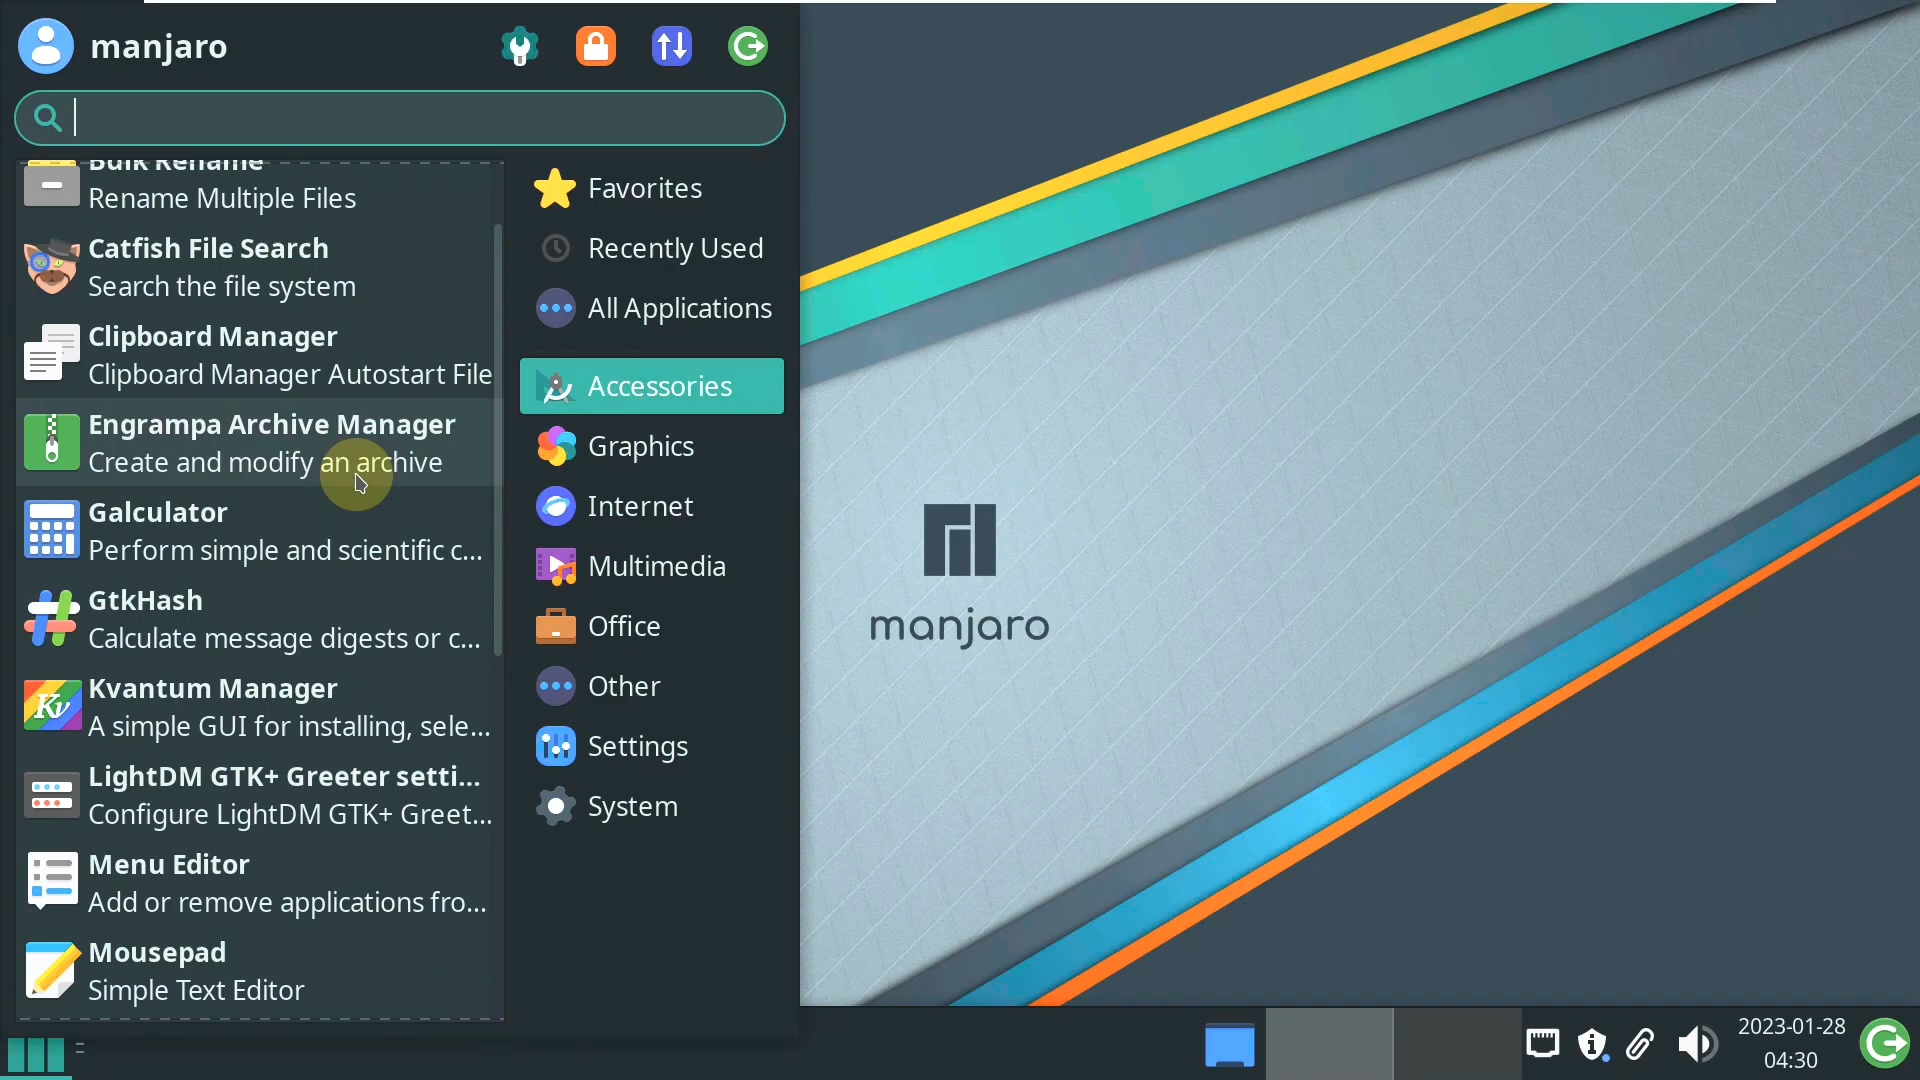 manjaro
Bulk Rename
Rename Multiple Files
Catfish File Search
Search the file system
Clipboard Manager
Clipboard Manager Autostart File
Engrampa Archive Manager
Create and modify an archive
Galculator
Perform simple and scientific c...
GtkHash
Calculate message digests or c...
Kvantum Manager
A simple GUI for installing, sele...
LightDM GTK+ Greeter setti...
Configure LightDM GTK+ Greet...
Menu Editor
Add or remove applications fro...
Mousepad
Simple Text Editor
Favorites
Recently Used
All Applications
Accessories
Graphics
Internet
Multimedia
Office
Other
Settings
System
manjaro
2023-01-28
04:30